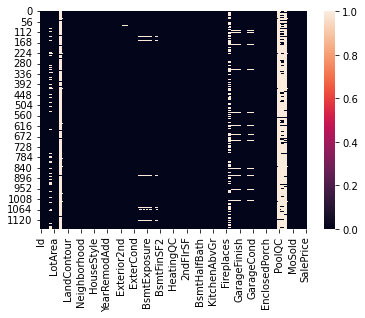 0
56
112
168
224
280
336
392
448
504
560
616
672
728
784
840
896
952
1008
1064
1120
Id
LotArea
LandContour
Neighborhood
HouseStyle
YearRemodAdd
Exterior2nd
ExterCond
BsmtExposure
BsmtFinSF2
HeatingQC
2ndFlrSF
BsmtHalfBath
KitchenAbvGr
Fireplaces
GarageFinish
GarageCond
EnclosedPorch
PoolQC
MoSold
SalePrice
1.0
0.8
0.6
0.4
0.2
0.0